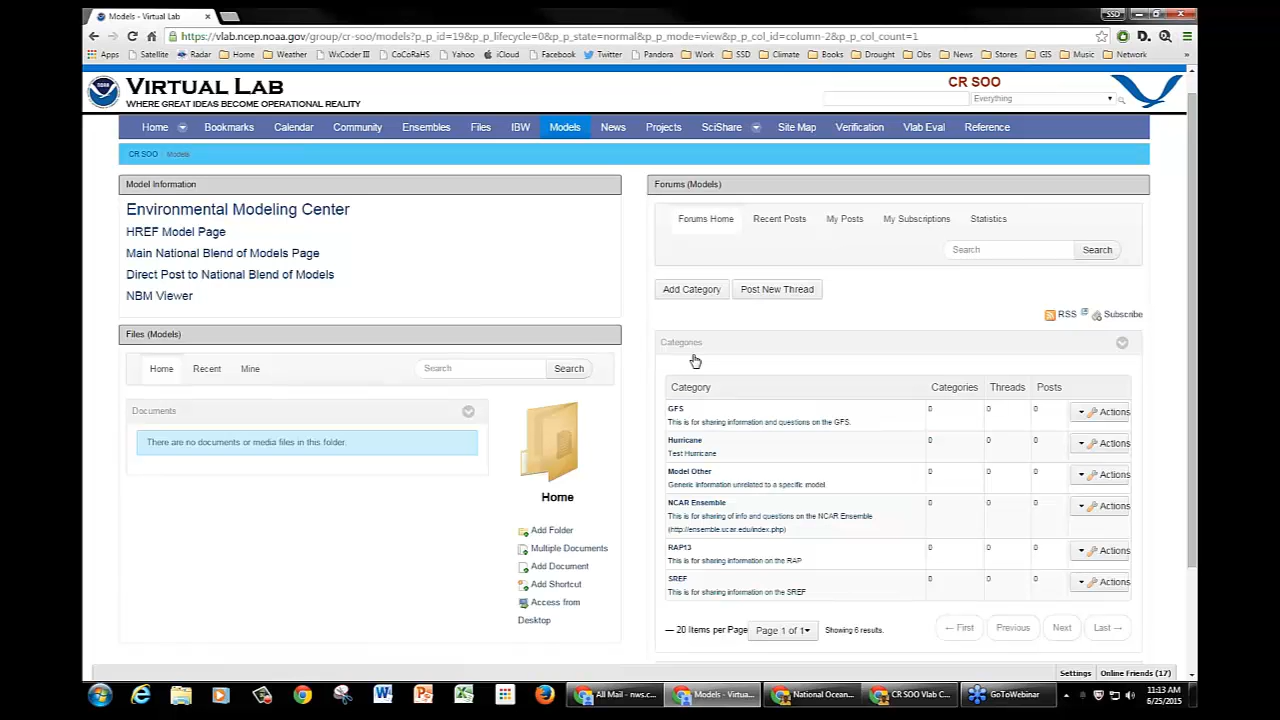 Models - Virtual Lab
SSD
https://vlab.ncep.noaa.gov/group/cr-soo/models?p_p_id=19&p_p_lifecycle=0&p_p_state=normal&p_p_mode=view&p_p_col_id=column-2&p_p_col_count=1
Apps Satellite Radar Home Weather WxCoder III CoCoRaHS Yahoo iCloud Facebook Twitter Pandora Work SSD Climate Books Drought Obs News Stores GIS Music Network
VIRTUAL LAB
WHERE GREAT IDEAS BECOME OPERATIONAL REALITY
CR SOO
Everything
Home Bookmarks Calendar Community Ensembles Files IBW Models News Projects SciShare Site Map Verification Vlab Eval Reference
CR SOO Models
Model Information
Environmental Modeling Center
HREF Model Page
Main National Blend of Models Page
Direct Post to National Blend of Models
NBM Viewer
Files (Models)
Home Recent Mine Search Search
Documents
There are no documents or media files in this folder.
Home
Add Folder
Multiple Documents
Add Document
Add Shortcut
Access from
Desktop
Forums (Models)
Forums Home Recent Posts My Posts My Subscriptions Statistics
Search Search
Add Category Post New Thread
RSS Subscribe
Categories
Category Categories Threads Posts
GFS 0 0 0 Actions
This is for sharing information and questions on the GFS.
Hurricane 0 0 0 Actions
Test Hurricane
Model Other 0 0 0 Actions
Generic information unrelated to a specific model
NCAR Ensemble 0 0 0 Actions
This is for sharing of info and questions on the NCAR Ensemble
(http://ensemble.ucar.edu/index.php)
RAP13 0 0 0 Actions
This is for sharing information on the RAP
SREF 0 0 0 Actions
This is for sharing information on the SREF
— 20 Items per Page Page 1 of 1 Showing 6 results. ← First Previous Next Last →
Settings Online Friends (17)
All Mail - nws.c... Models - Virtua... National Ocean... CR SOO Vlab C... GoToWebinar
11:13 AM
6/25/2015